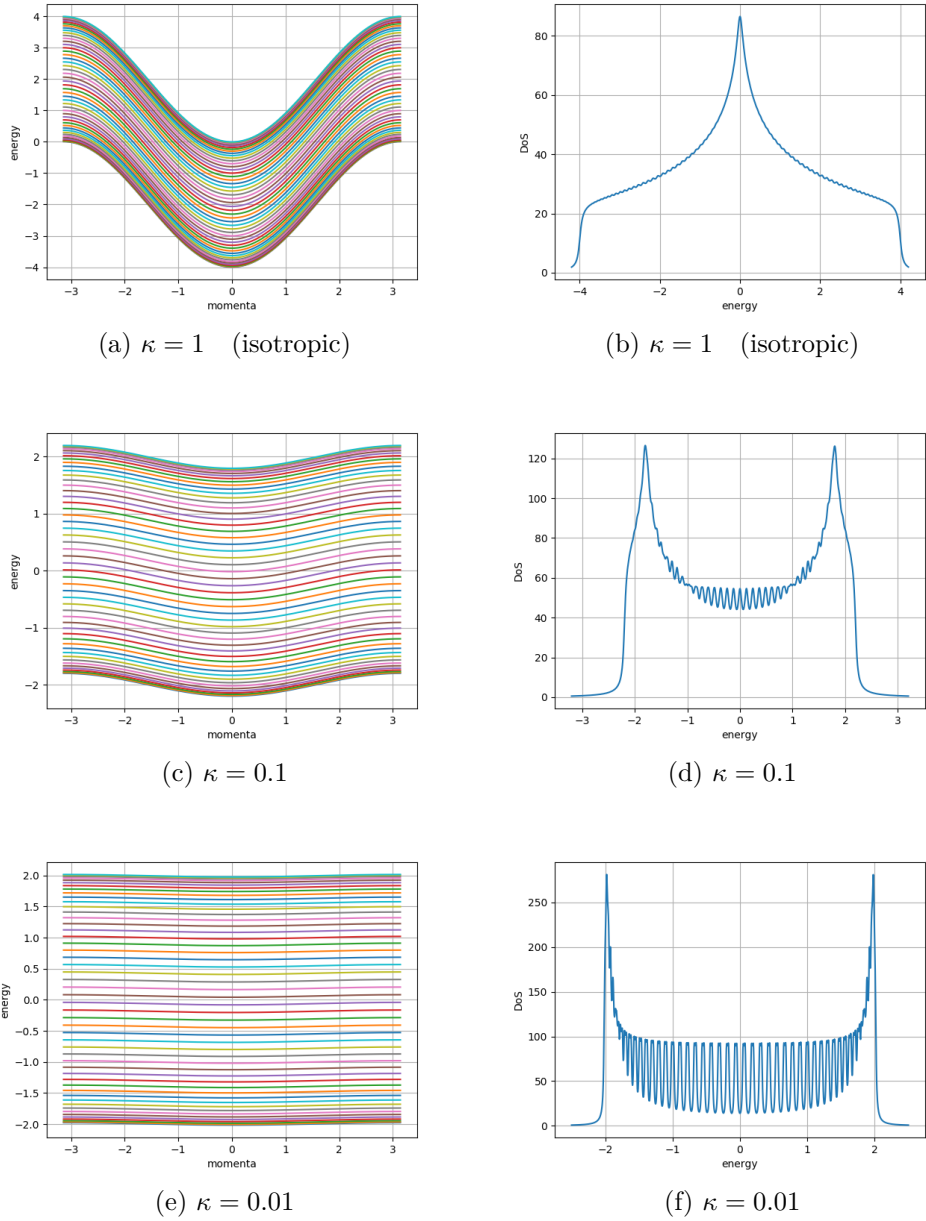 4
3
2
1
0
−1
−2
−3
−4
energy
−3 −2 −1 0 1 2 3
momenta
(a) κ = 1 (isotropic)
80
60
40
20
0
DoS
−4 −2 0 2 4
energy
(b) κ = 1 (isotropic)
2
1
0
−1
−2
energy
−3 −2 −1 0 1 2 3
momenta
(c) κ = 0.1
120
100
80
60
40
20
0
DoS
−3 −2 −1 0 1 2 3
energy
(d) κ = 0.1
2.0
1.5
1.0
0.5
0.0
−0.5
−1.0
−1.5
−2.0
energy
−3 −2 −1 0 1 2 3
momenta
(e) κ = 0.01
250
200
150
100
50
0
DoS
−2 −1 0 1 2
energy
(f) κ = 0.01